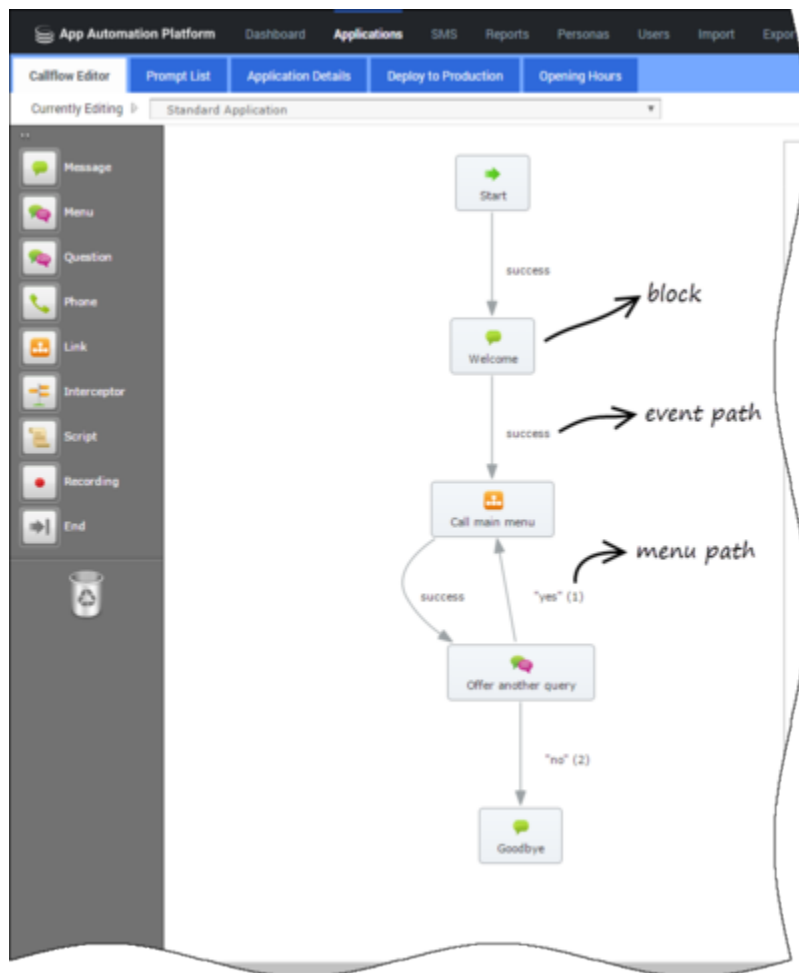 App Automation Platform Dashboard Applications SMS Reports Personas Users Import Expor
Callflow Editor Prompt List Application Details Deploy to Production Opening Hours
Currently Editing Standard Application
Message
Menu
Question
Phone
Link
Interceptor
Script
Recording
End
Start
success
block
Welcome
success
event path
Call main menu
menu path
success
"yes" (1)
Offer another query
"no" (2)
Goodbye